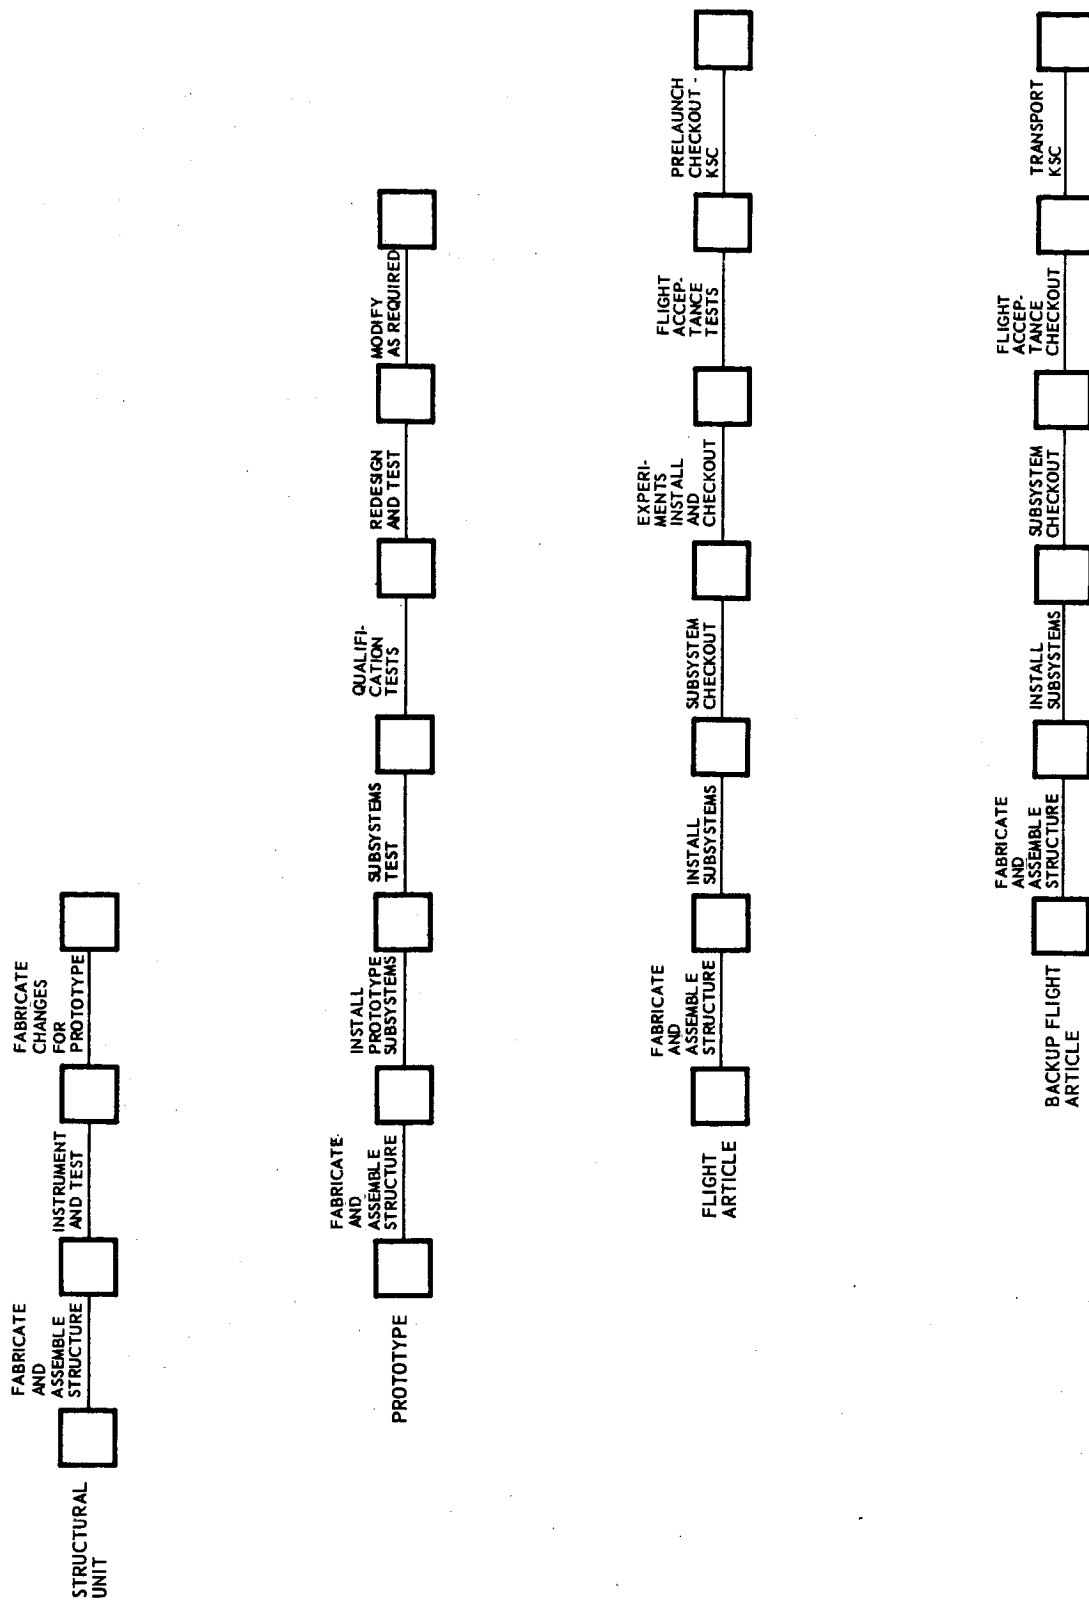 STRUCTURAL
UNIT
FABRICATE
AND
ASSEMBLE
STRUCTURE
INSTRUMENT
AND TEST
FABRICATE
CHANGES
FOR
PROTOTYPE
PROTOTYPE
FABRICATE
AND
ASSEMBLE
STRUCTURE
INSTALL
PROTOTYPE
SUBSYSTEMS
SUBSYSTEMS
TEST
QUALIFI-
CATION
TESTS
REDESIGN
AND TEST
MODIFY
AS REQUIRED
FLIGHT
ARTICLE
FABRICATE
AND
ASSEMBLE
STRUCTURE
INSTALL
SUBSYSTEMS
SUBSYSTEM
CHECKOUT
EXPERI-
MENTS
INSTALL
AND
CHECKOUT
FLIGHT
ACCEP-
TANCE
TESTS
PRELAUNCH
CHECKOUT -
KSC
BACKUP FLIGHT
ARTICLE
FABRICATE
AND
ASSEMBLE
STRUCTURE
INSTALL
SUBSYSTEMS
SUBSYSTEM
CHECKOUT
FLIGHT
ACCEP-
TANCE
CHECKOUT
TRANSPORT
KSC